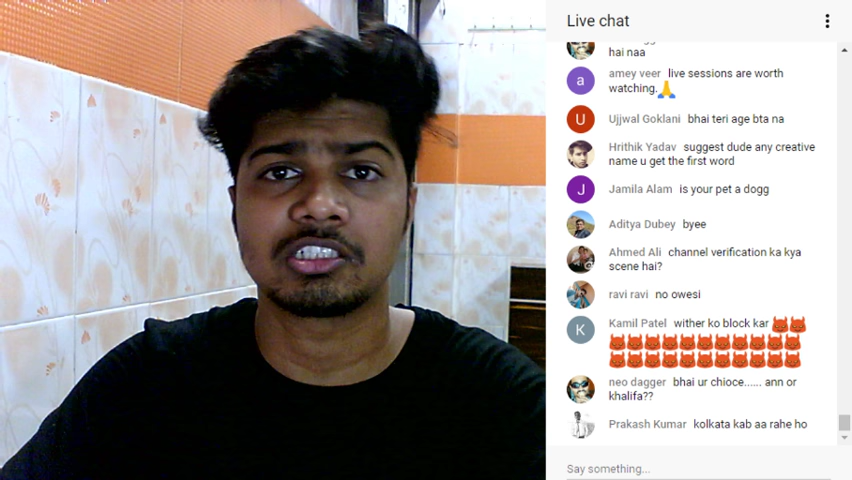 Live chat
hai naa
amey veer live sessions are worth
watching.🙏
a
U
Ujjwal Goklani bhai teri age bta na
Hrithik Yadav suggest dude any creative
name u get the first word
J
Jamila Alam is your pet a dogg
Aditya Dubey byee
Ahmed Ali channel verification ka kya
scene hai?
ravi ravi no owesi
K
Kamil Patel wither ko block kar
neo dagger bhai ur chioce...... ann or
khalifa??
Prakash Kumar kolkata kab aa rahe ho
Say something...